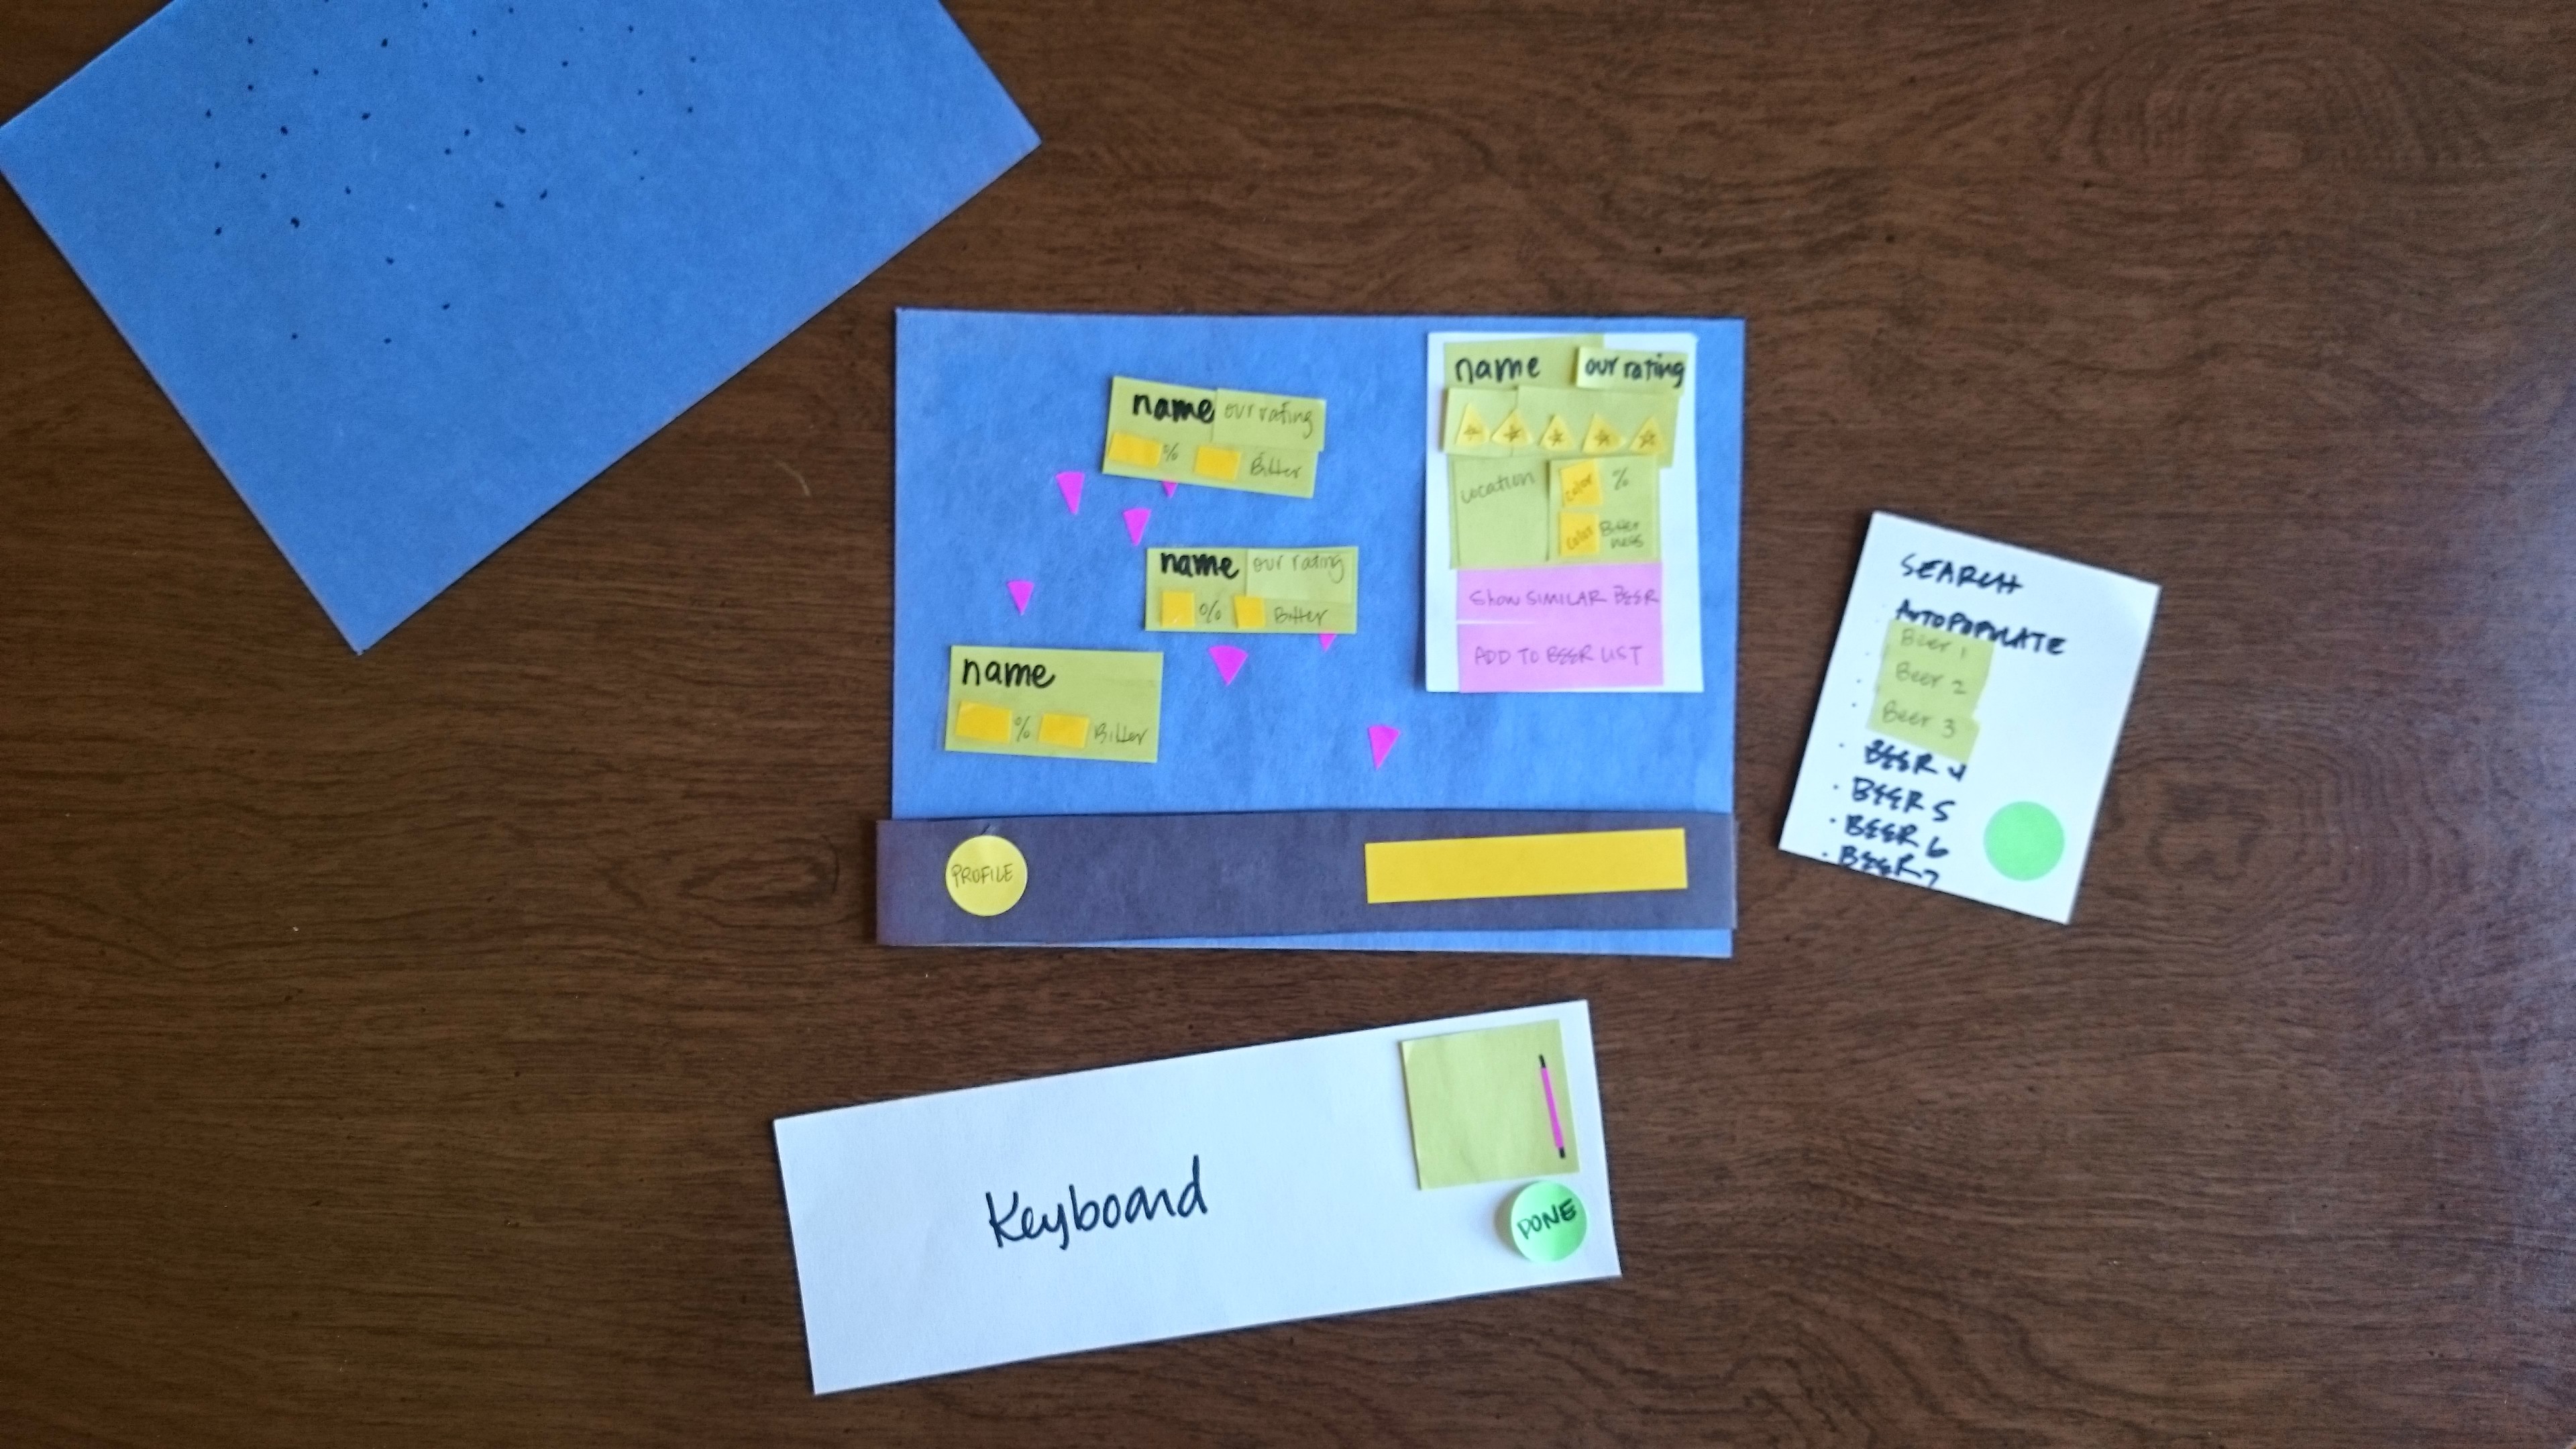 name our rating
% Bitter
name our rating
% Bitter
name
% Bitter
name our rating
Location color %
color Bitter
ness
Show SIMILAR BEER
ADD TO BEER LIST
PROFILE
SEARCH
AUTOPOPULATE
Beer 1
Beer 2
Beer 3
• BEER 4
• BEER 5
• BEER 6
• BEER 7
Keyboard
DONE